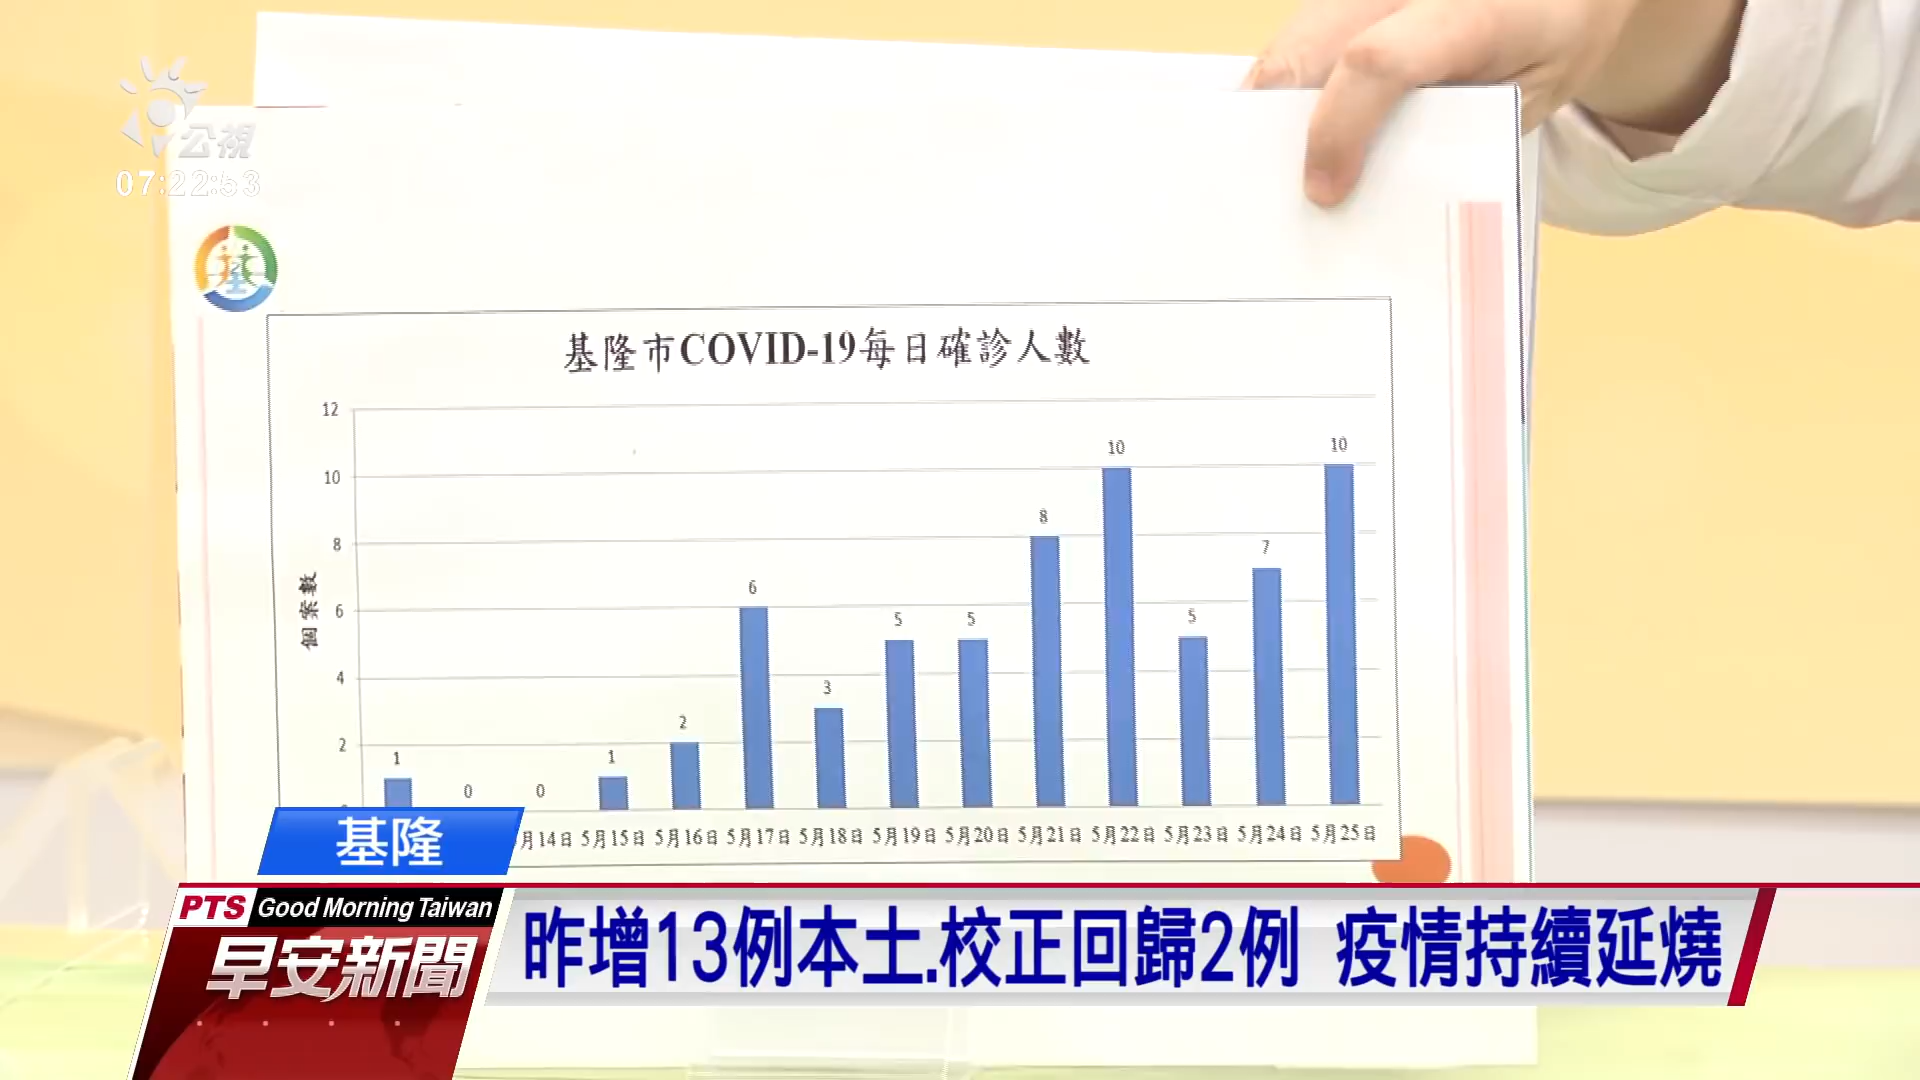 公視
07:22:53
基
基隆市COVID-19每日確診人數
12
10
8
6
4
2
個案數
1
0
0
1
2
6
3
5
5
8
10
5
7
10
月14日 5月15日 5月16日 5月17日 5月18日 5月19日 5月20日 5月21日 5月22日 5月23日 5月24日 5月25日
基隆
PTS Good Morning Taiwan
早安新聞
昨增13例本土.校正回歸2例 疫情持續延燒